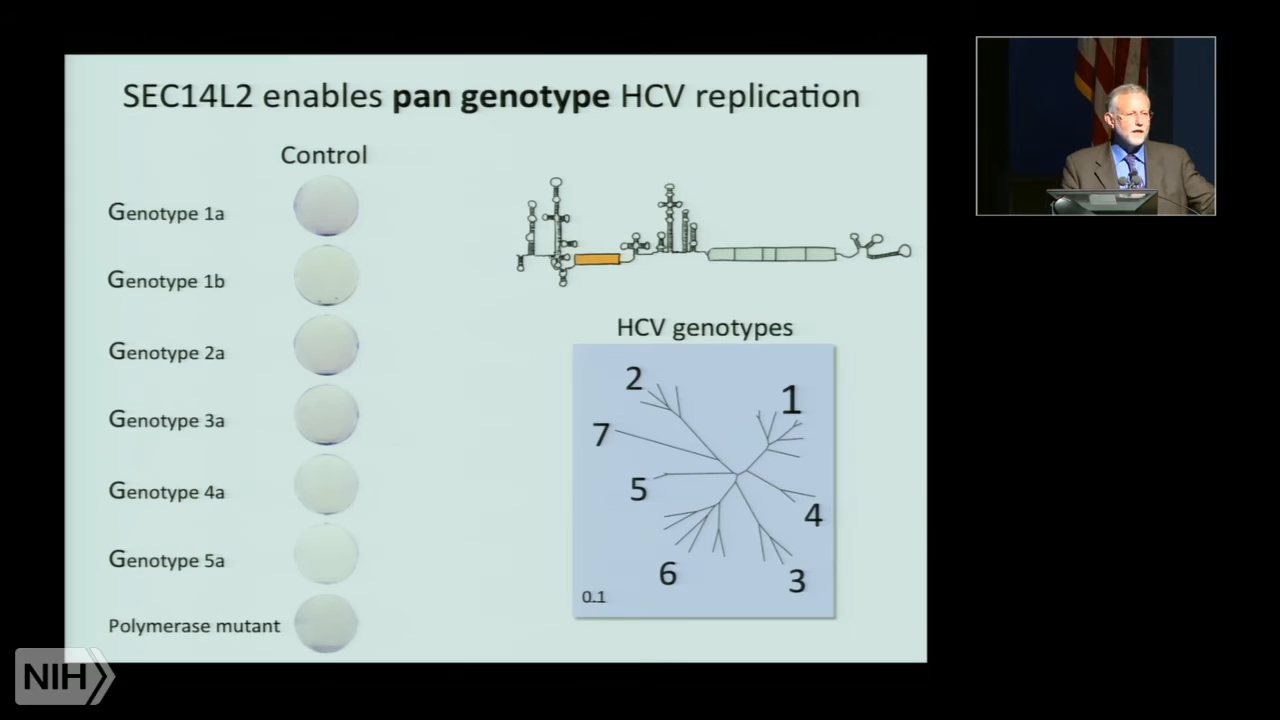 SEC14L2 enables pan genotype HCV replication
Control
Genotype 1a
Genotype 1b
Genotype 2a
Genotype 3a
Genotype 4a
Genotype 5a
Polymerase mutant
HCV genotypes
2
1
7
5
4
6
3
0.1
NIH